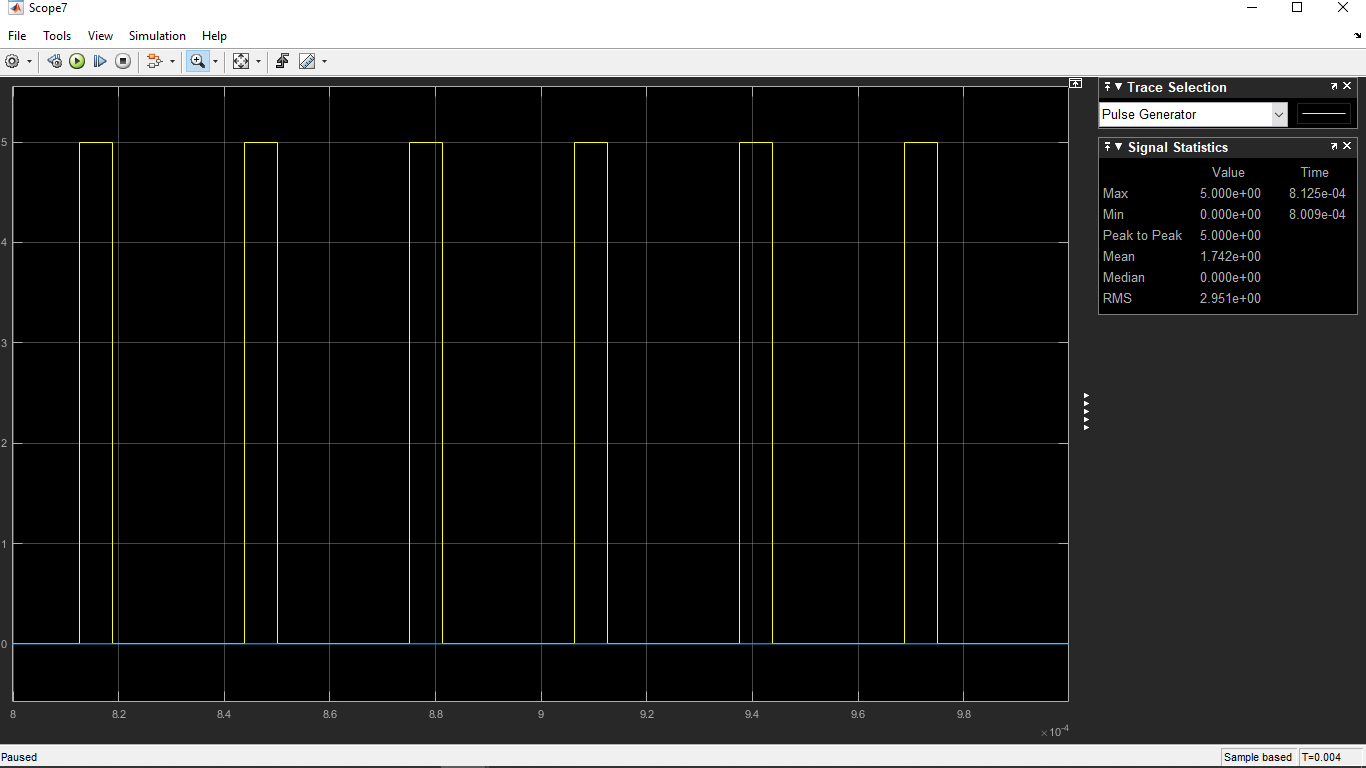 Scope7
File Tools View Simulation Help
Trace Selection
Pulse Generator
Signal Statistics
Value Time
Max 5.000e+00 8.125e-04
Min 0.000e+00 8.009e-04
Peak to Peak 5.000e+00
Mean 1.742e+00
Median 0.000e+00
RMS 2.951e+00
5
4
3
2
1
0
8 8.2 8.4 8.6 8.8 9 9.2 9.4 9.6 9.8
×10⁻⁴
Paused Sample based T=0.004